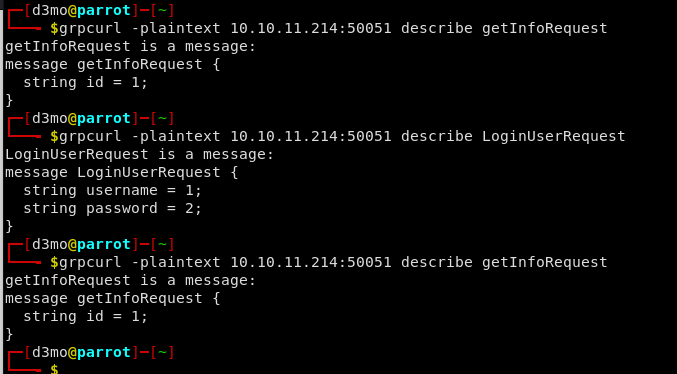 ┌─[d3mo@parrot]─[~]
└──╼ $grpcurl -plaintext 10.10.11.214:50051 describe getInfoRequest
getInfoRequest is a message:
message getInfoRequest {
  string id = 1;
}
┌─[d3mo@parrot]─[~]
└──╼ $grpcurl -plaintext 10.10.11.214:50051 describe LoginUserRequest
LoginUserRequest is a message:
message LoginUserRequest {
  string username = 1;
  string password = 2;
}
┌─[d3mo@parrot]─[~]
└──╼ $grpcurl -plaintext 10.10.11.214:50051 describe getInfoRequest
getInfoRequest is a message:
message getInfoRequest {
  string id = 1;
}
┌─[d3mo@parrot]─[~]
└──╼ $